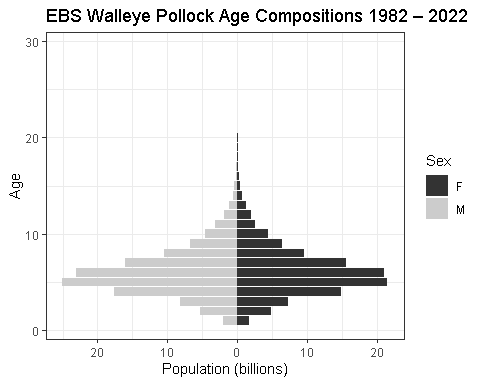 EBS Walleye Pollock Age Compositions 1982 – 2022
30
20
10
0
Age
20 10 0 10 20
Population (billions)
Sex
F
M